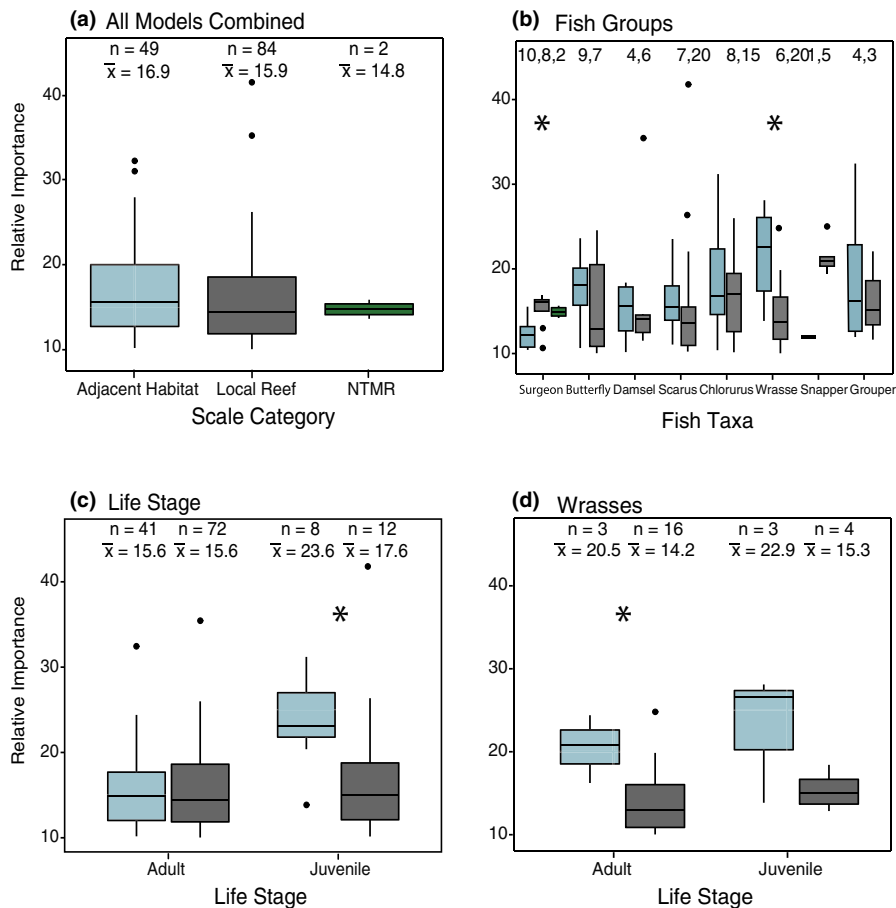 (a) All Models Combined
n = 49 n = 84 n = 2
x̅ = 16.9 x̅ = 15.9 x̅ = 14.8
Relative Importance
40
30
20
10
Adjacent Habitat Local Reef NTMR
Scale Category
(b) Fish Groups
10,8,2 9,7 4,6 7,20 8,15 6,20 1,5 4,3
40
30
20
10
*
*
Surgeon Butterfly Damsel Scarus Chlorurus Wrasse Snapper Grouper
Fish Taxa
(c) Life Stage
n = 41 n = 72 n = 8 n = 12
x̅ = 15.6 x̅ = 15.6 x̅ = 23.6 x̅ = 17.6
Relative Importance
40
30
20
10
*
Adult Juvenile
Life Stage
(d) Wrasses
n = 3 n = 16 n = 3 n = 4
x̅ = 20.5 x̅ = 14.2 x̅ = 22.9 x̅ = 15.3
40
30
20
10
*
Adult Juvenile
Life Stage